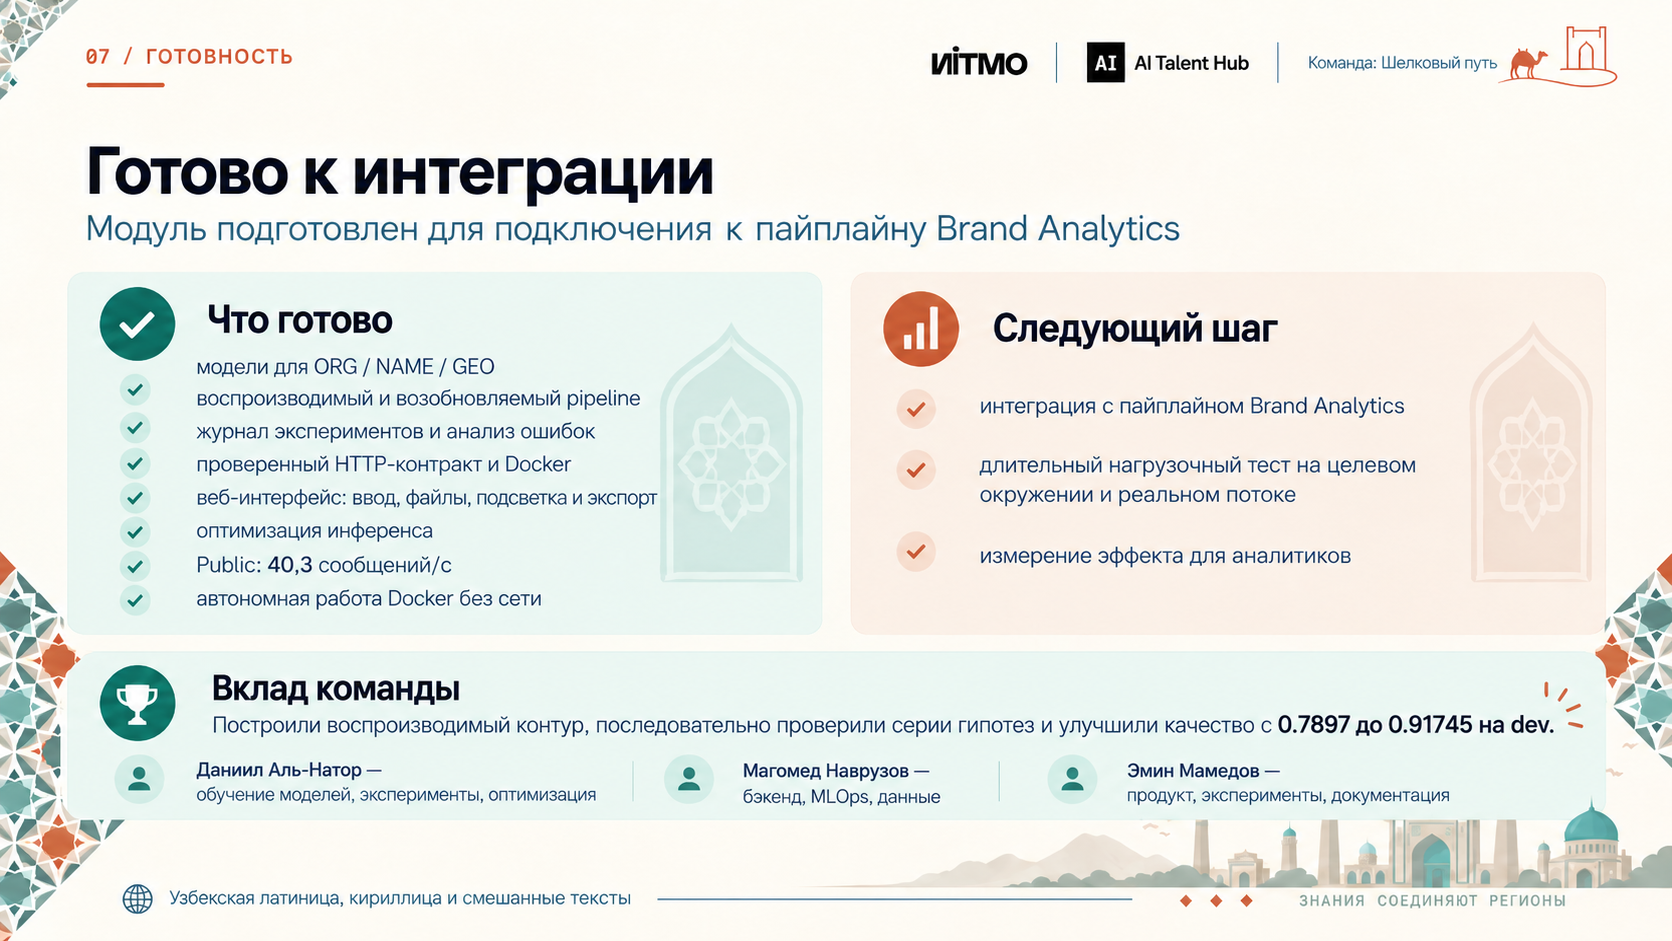 07 / ГОТОВНОСТЬ
ИТМО
AI
AI Talent Hub
Команда: Шелковый путь
Готово к интеграции
Модуль подготовлен для подключения к пайплайну Brand Analytics
Что готово
модели для ORG / NAME / GEO
воспроизводимый и возобновляемый pipeline
журнал экспериментов и анализ ошибок
проверенный HTTP-контракт и Docker
веб-интерфейс: ввод, файлы, подсветка и экспорт
оптимизация инференса
Public: 40,3 сообщений/с
автономная работа Docker без сети
Следующий шаг
интеграция с пайплайном Brand Analytics
длительный нагрузочный тест на целевом
окружении и реальном потоке
измерение эффекта для аналитиков
Вклад команды
Построили воспроизводимый контур, последовательно проверили серии гипотез и улучшили качество с 0.7897 до 0.91745 на dev.
Даниил Аль-Натор —
обучение моделей, эксперименты, оптимизация
Магомед Наврузов —
бэкенд, MLOps, данные
Эмин Мамедов —
продукт, эксперименты, документация
Узбекская латиница, кириллица и смешанные тексты
ЗНАНИЯ СОЕДИНЯЮТ РЕГИОНЫ